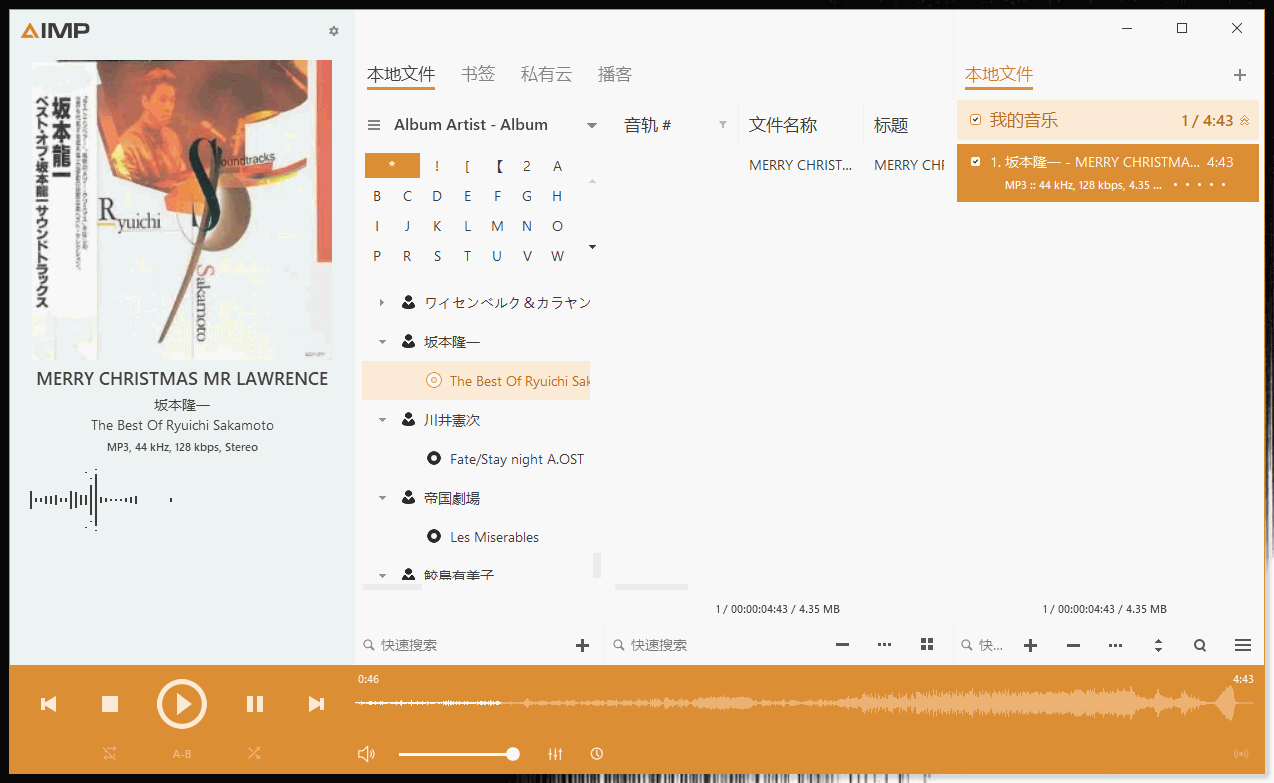 AIMP
坂本龍一
ベスト・オブ・坂本龍一サウンドトラックス
Soundtracks
Ryuichi
Sakamoto
MERRY CHRISTMAS MR LAWRENCE
坂本隆一
The Best Of Ryuichi Sakamoto
MP3, 44 kHz, 128 kbps, Stereo
本地文件 书签 私有云 播客
Album Artist - Album
* ! [ 【 2 A
B C D E F G H
I J K L M N O
P R S T U V W
ワイセンベルク＆カラヤン
坂本隆一
The Best Of Ryuichi Sak
川井憲次
Fate/Stay night A.OST
帝国劇場
Les Miserables
鮫島有美子
快速搜索
音轨 # 文件名称 标题
MERRY CHRIST... MERRY CHF
1 / 00:00:04:43 / 4.35 MB
快速搜索
本地文件
我的音乐 1 / 4:43
1. 坂本隆一 - MERRY CHRISTMA... 4:43
MP3 :: 44 kHz, 128 kbps, 4.35 ...
1 / 00:00:04:43 / 4.35 MB
快...
0:46 4:43
A-B